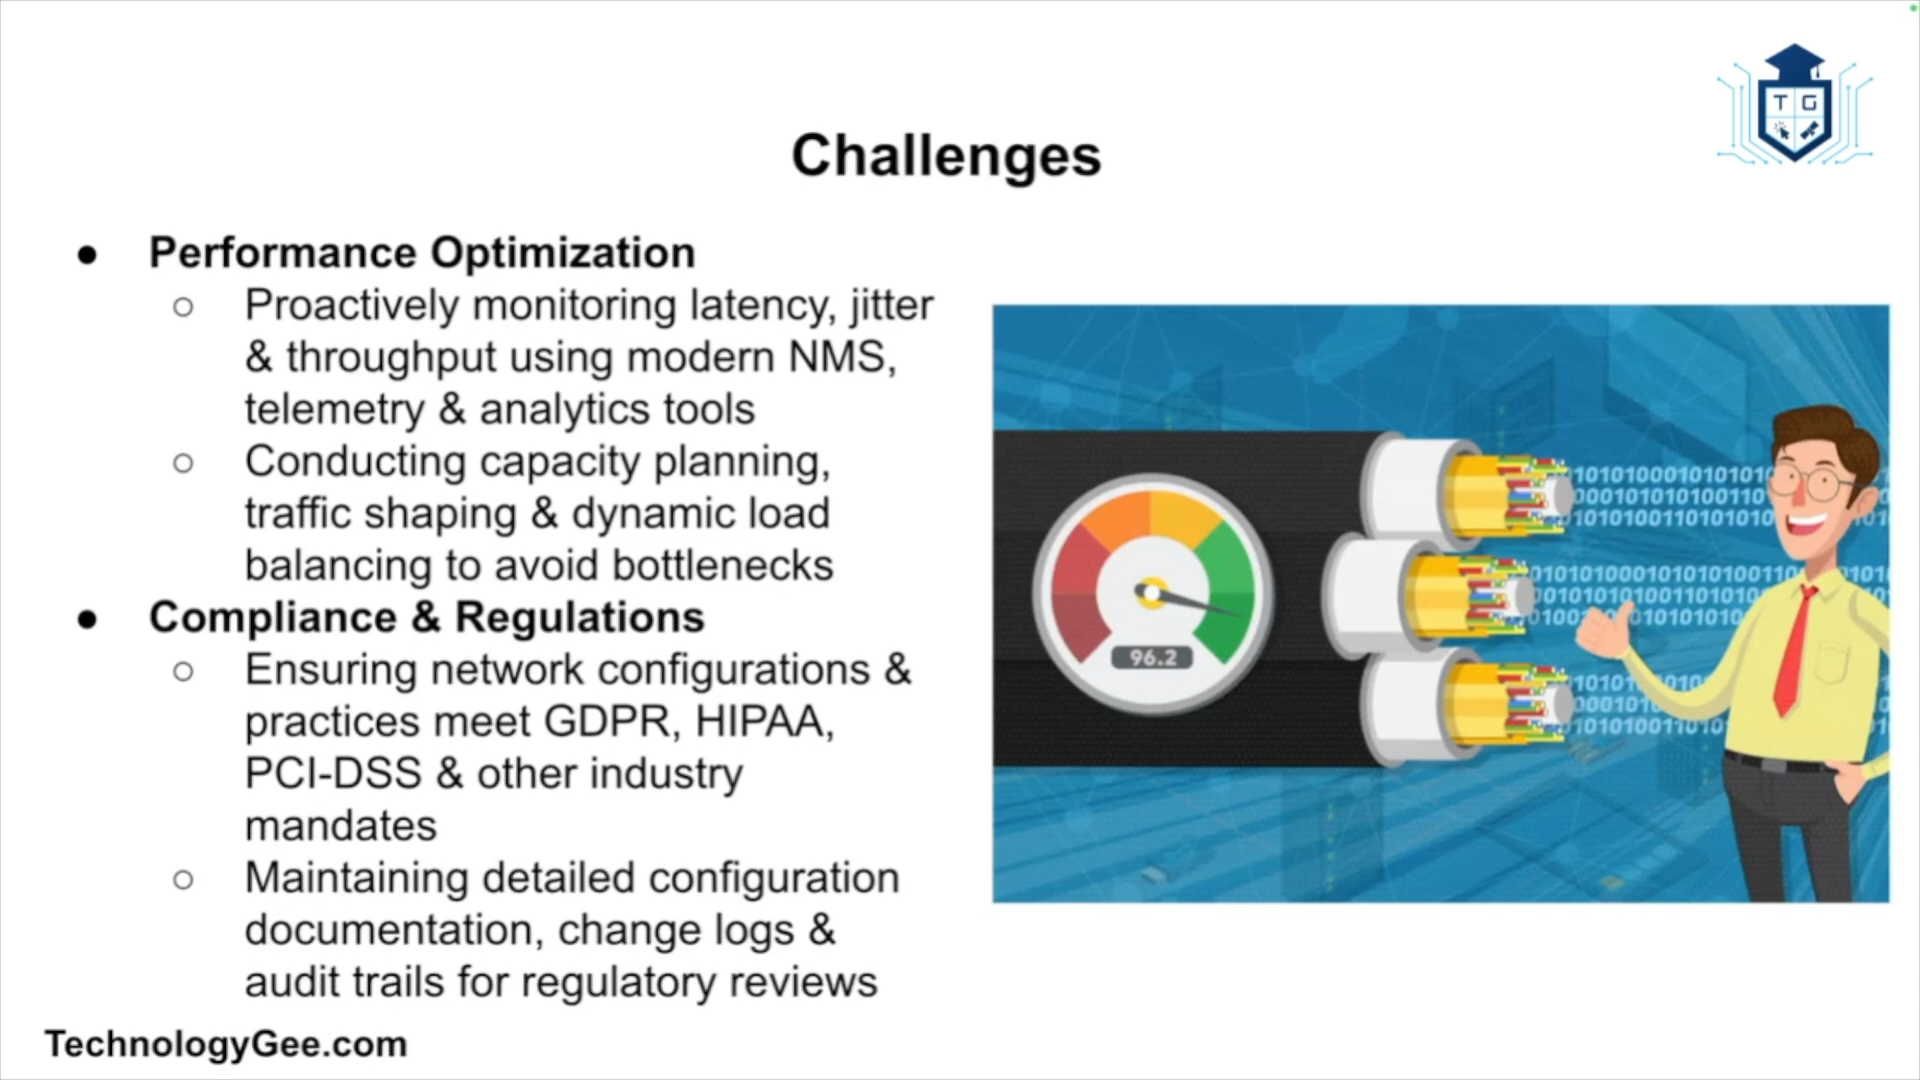 T G
Challenges
● Performance Optimization
○ Proactively monitoring latency, jitter
& throughput using modern NMS,
telemetry & analytics tools
○ Conducting capacity planning,
traffic shaping & dynamic load
balancing to avoid bottlenecks
● Compliance & Regulations
○ Ensuring network configurations &
practices meet GDPR, HIPAA,
PCI-DSS & other industry
mandates
○ Maintaining detailed configuration
documentation, change logs &
audit trails for regulatory reviews
96.2
TechnologyGee.com